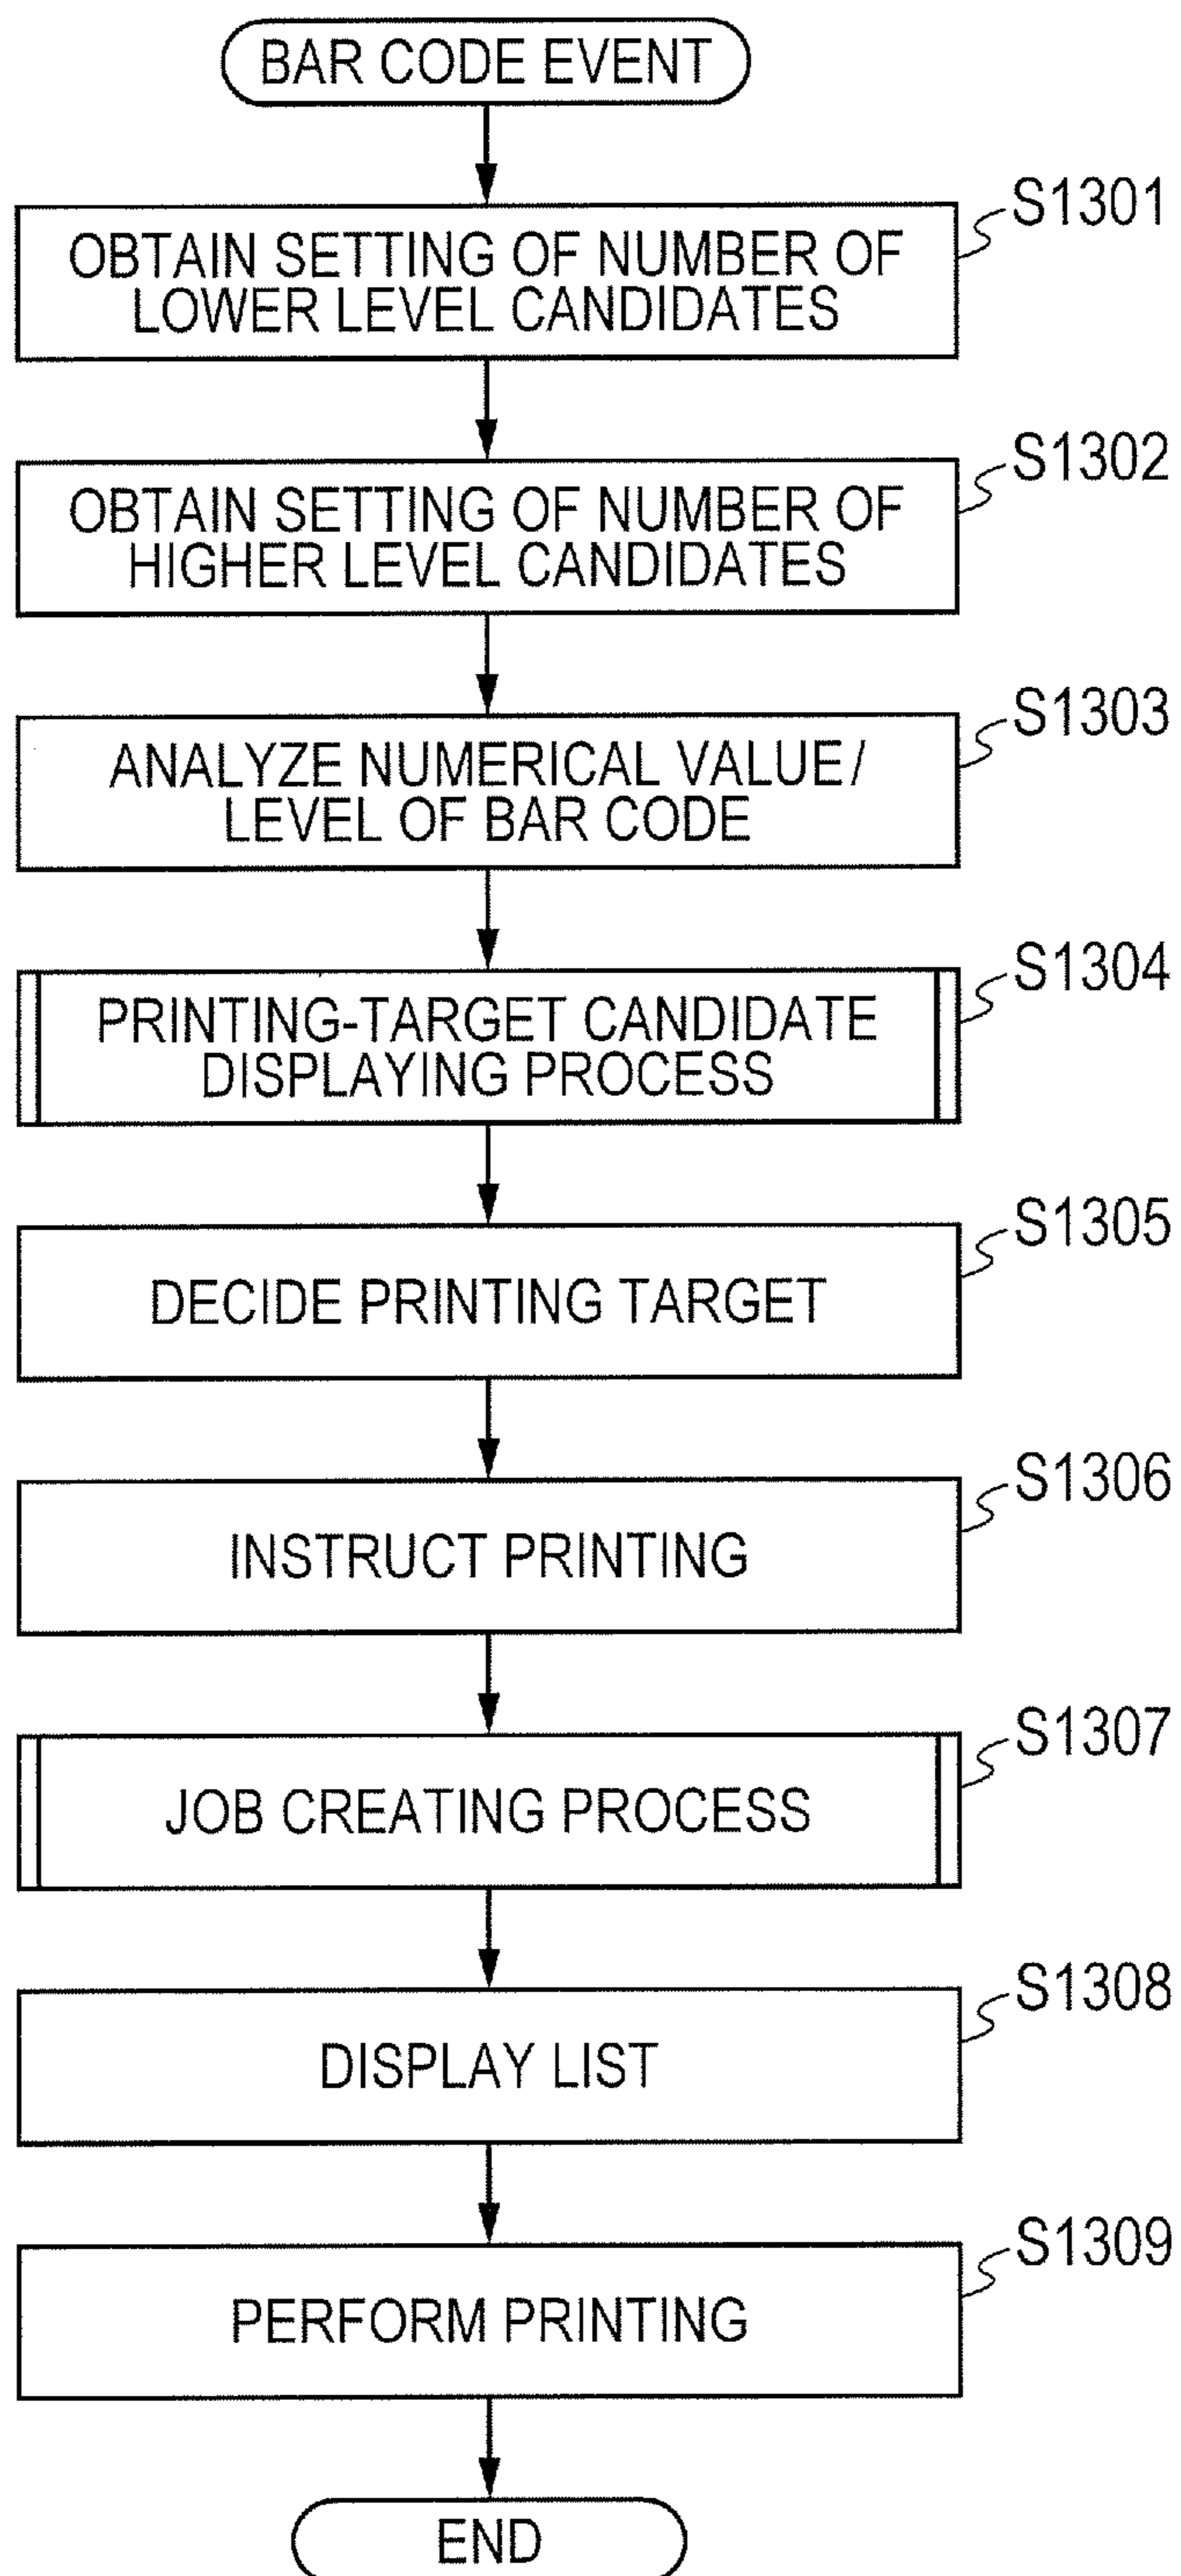 BAR CODE EVENT
S1301
OBTAIN SETTING OF NUMBER OF
LOWER LEVEL CANDIDATES
S1302
OBTAIN SETTING OF NUMBER OF
HIGHER LEVEL CANDIDATES
S1303
ANALYZE NUMERICAL VALUE/
LEVEL OF BAR CODE
S1304
PRINTING-TARGET CANDIDATE
DISPLAYING PROCESS
S1305
DECIDE PRINTING TARGET
S1306
INSTRUCT PRINTING
S1307
JOB CREATING PROCESS
S1308
DISPLAY LIST
S1309
PERFORM PRINTING
END